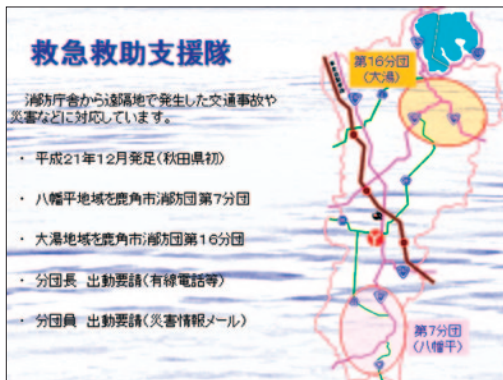 救急救助支援隊
消防庁舎から遠隔地で発生した交通事故や
災害などに対応しています。
・ 平成21年12月発足(秋田県初)
・ 八幡平地域を鹿角市消防団第7分団
・ 大湯地域を鹿角市消防団第16分団
・ 分団長 出動要請(有線電話等)
・ 分団員 出動要請(災害情報メール)
第16分団
(大湯)
第7分団
(八幡平)